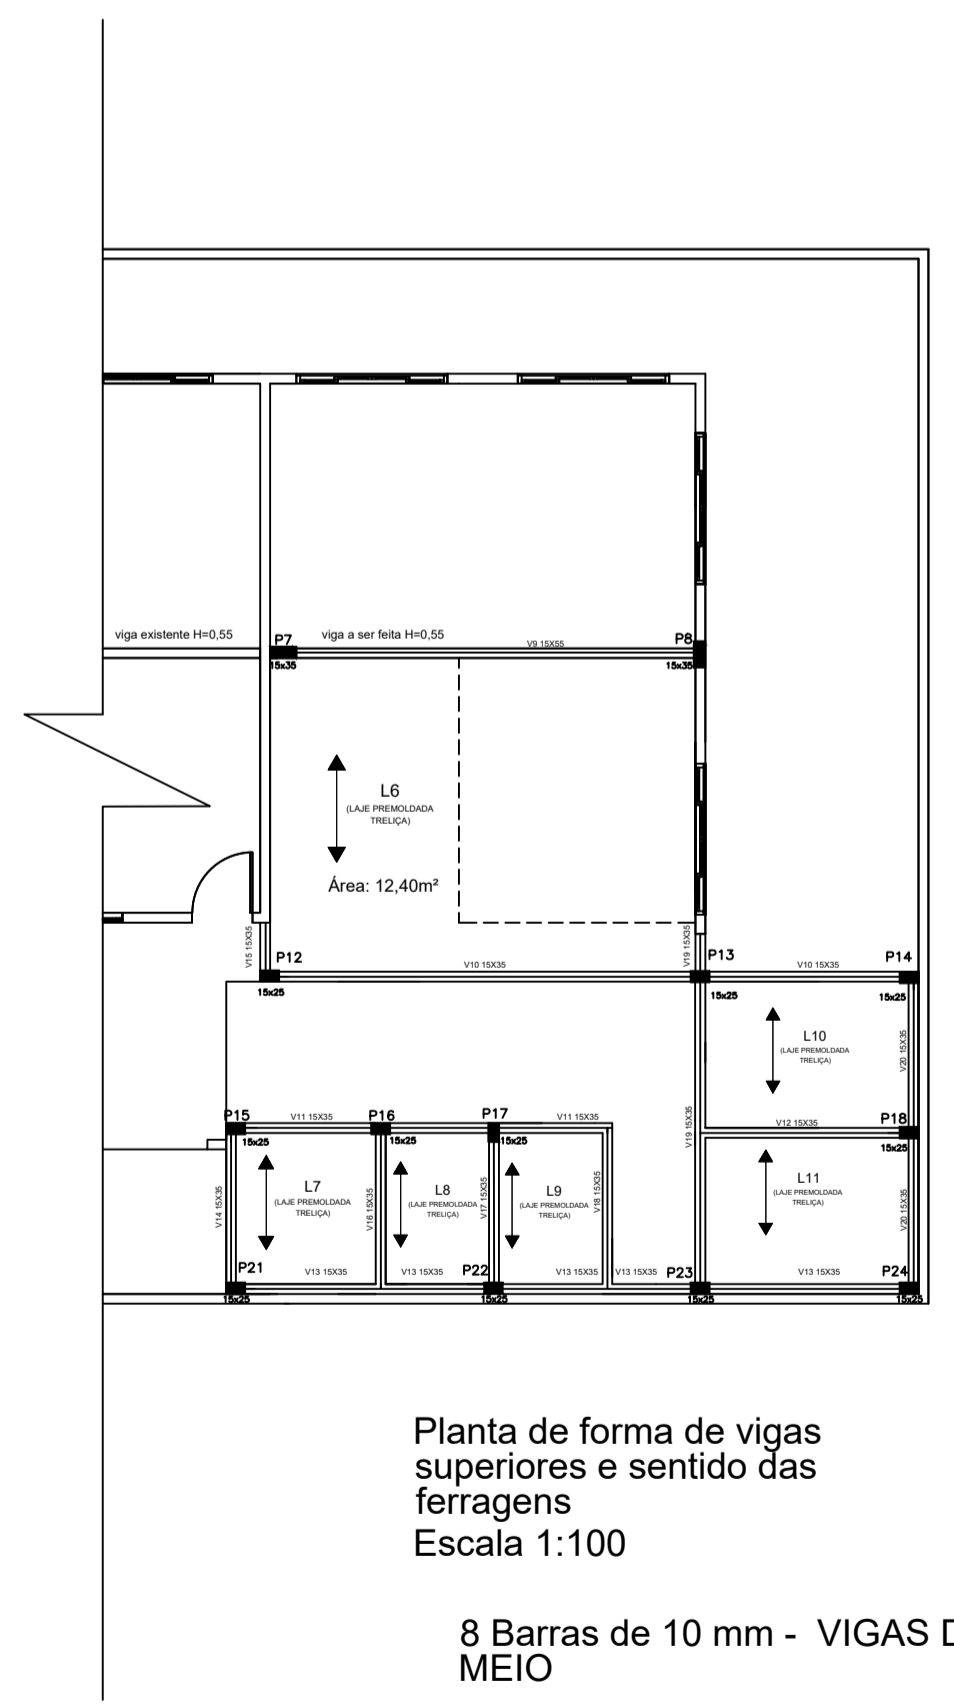 viga existente H=0,55
P7
viga a ser feita H=0,55
V9 15X55
P8
15x35
15x35
L6
(LAJE PREMOLDADA
TRELIÇA)
Área: 12,40m²
V15 15X35
P12
V10 15X35
V19 15X35
P13
V10 15X35
P14
15x25
15x25
15x25
L10
(LAJE PREMOLDADA
TRELIÇA)
V20 15X35
P15
V11 15X35
P16
P17
V11 15X35
V19 15X35
V12 15X35
P18
15x25
15x25
15x25
15x25
V14 15X35
L7
(LAJE PREMOLDADA
TRELIÇA)
V16 15X35
L8
(LAJE PREMOLDADA
TRELIÇA)
V17 15X35
L9
(LAJE PREMOLDADA
TRELIÇA)
V18 15X35
L11
(LAJE PREMOLDADA
TRELIÇA)
V20 15X35
P21
V13 15X35
V13 15X35
P22
V13 15X35
V13 15X35
P23
V13 15X35
P24
15x25
15x25
15x25
15x25
Planta de forma de vigas
superiores e sentido das
ferragens
Escala 1:100
8 Barras de 10 mm - VIGAS D
MEIO